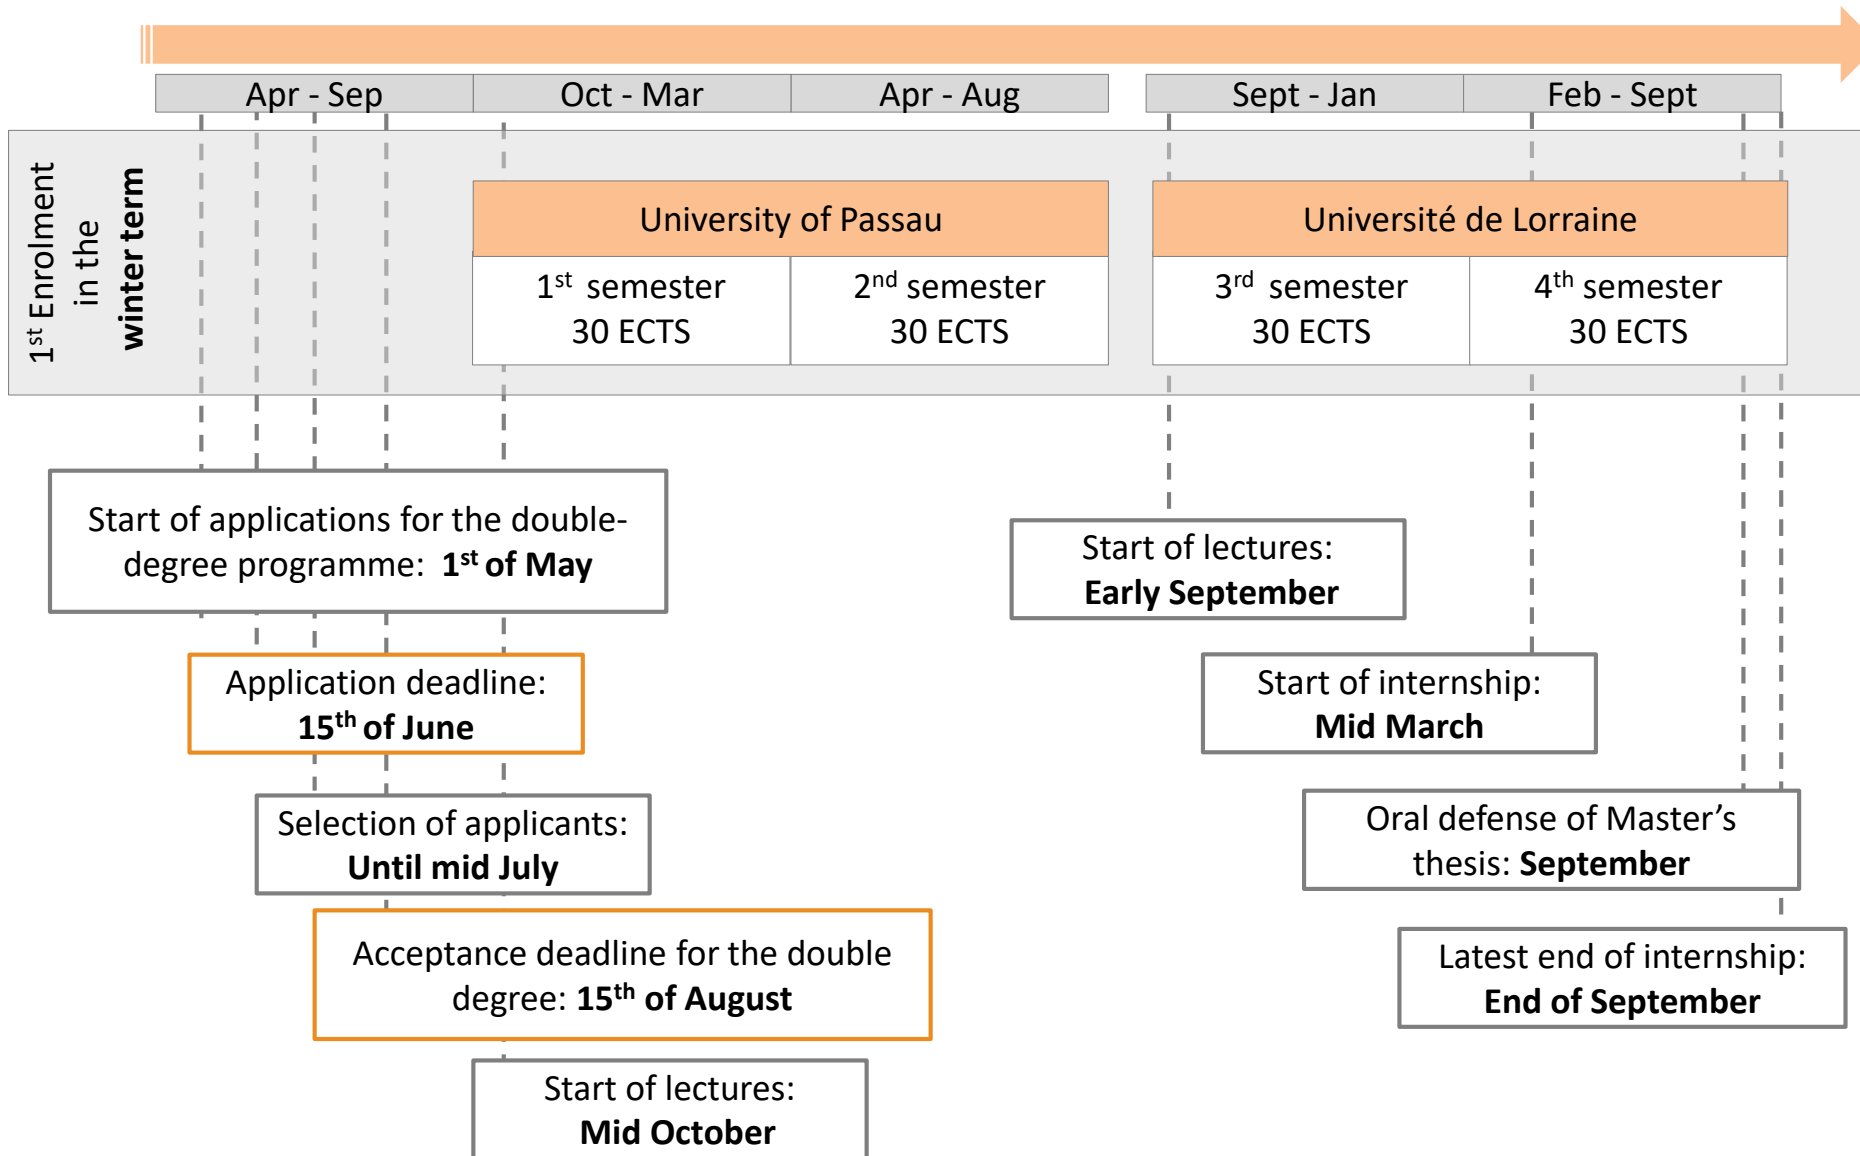 Apr - Sep
Oct - Mar
Apr - Aug
Sept - Jan
Feb - Sept
1st Enrolment
in the
winter term
University of Passau
Université de Lorraine
1st semester
30 ECTS
2nd semester
30 ECTS
3rd semester
30 ECTS
4th semester
30 ECTS
Start of applications for the double-
degree programme: 1st of May
Application deadline:
15th of June
Selection of applicants:
Until mid July
Acceptance deadline for the double
degree: 15th of August
Start of lectures:
Mid October
Start of lectures:
Early September
Start of internship:
Mid March
Oral defense of Master’s
thesis: September
Latest end of internship:
End of September